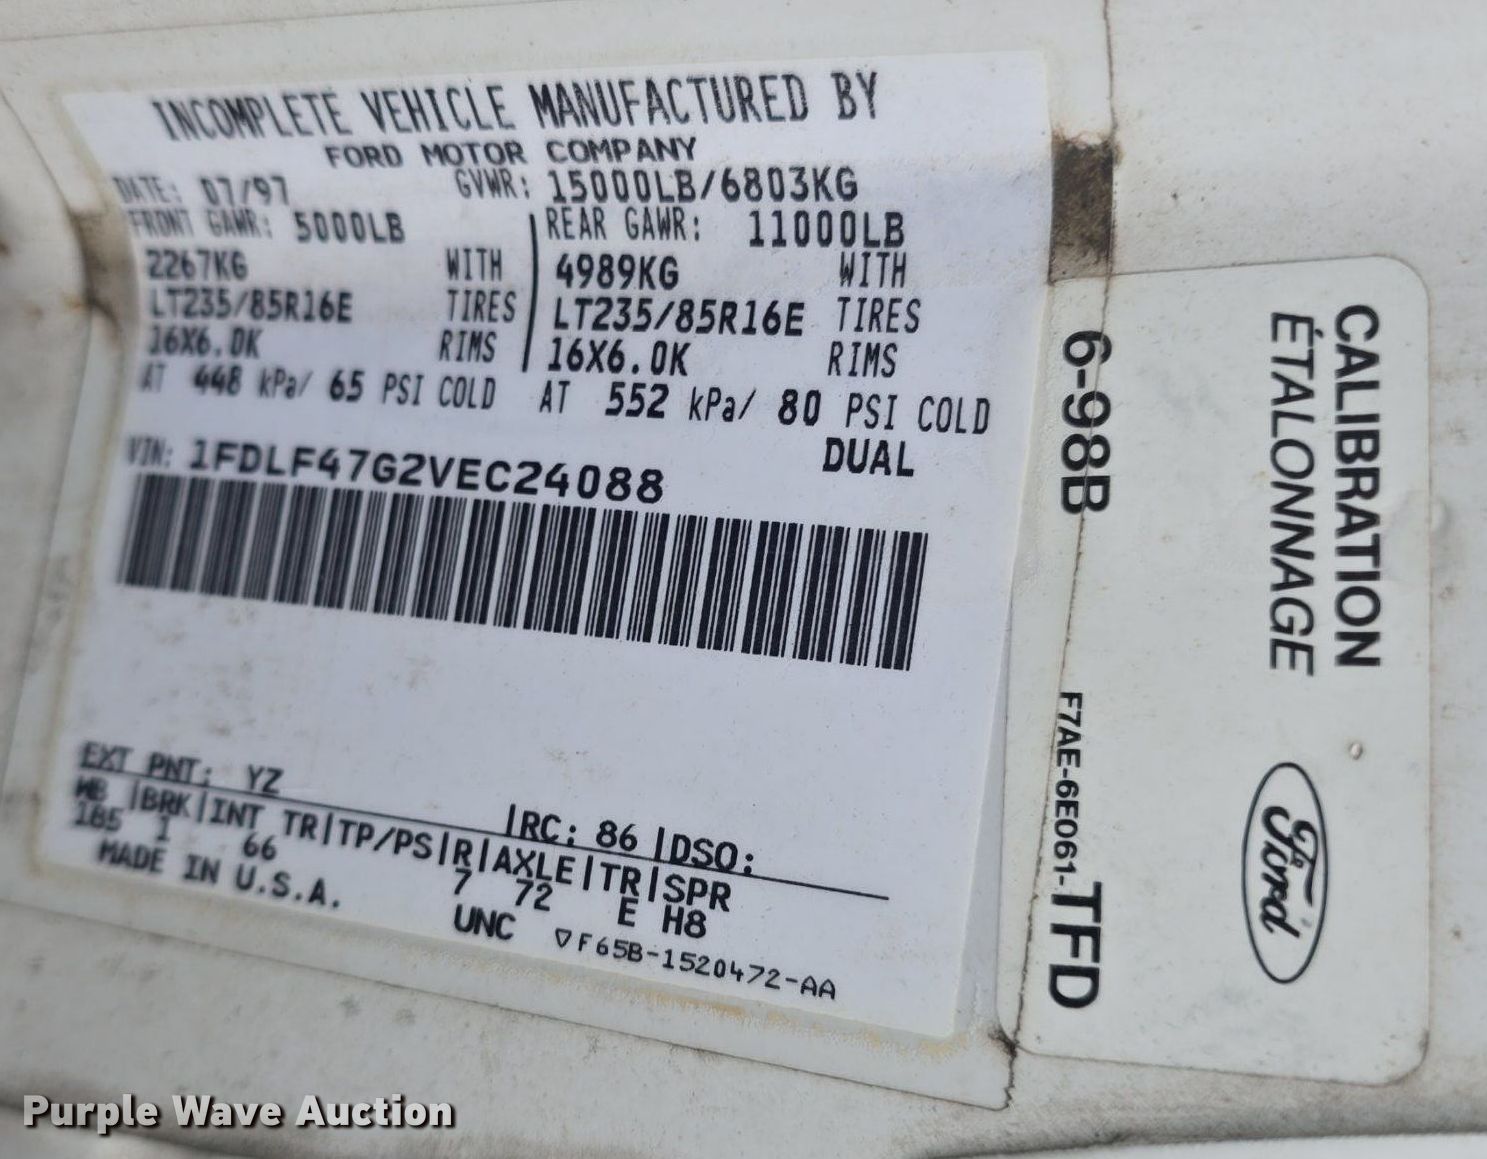 INCOMPLETE VEHICLE MANUFACTURED BY
FORD MOTOR COMPANY
DATE: 07/97 GVWR: 15000LB/6803KG
FRONT GAWR: 5000LB REAR GAWR: 11000LB
2267KG WITH 4989KG WITH
LT235/85R16E TIRES LT235/85R16E TIRES
16X6.0K RIMS 16X6.0K RIMS
AT 448 kPa/ 65 PSI COLD AT 552 kPa/ 80 PSI COLD
DUAL
VIN: 1FDLF47G2VEC24088
EXT PNT: YZ |RC: 86 |DSO:
WB |BRK|INT TR|TP/PS|R|AXLE|TR|SPR
185 1 66 7 72 E H8
MADE IN U.S.A. UNC ▽F65B-1520472-AA
CALIBRATION
ÉTALONNAGE
Ford
6-98B F7AE-6E061-TFD
Purple Wave Auction